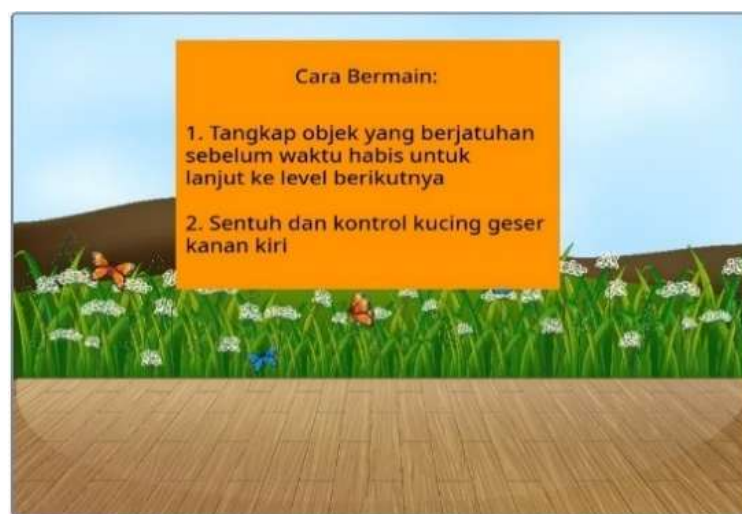 Cara Bermain:
1. Tangkap objek yang berjatuhan
sebelum waktu habis untuk
lanjut ke level berikutnya
2. Sentuh dan kontrol kucing geser
kanan kiri